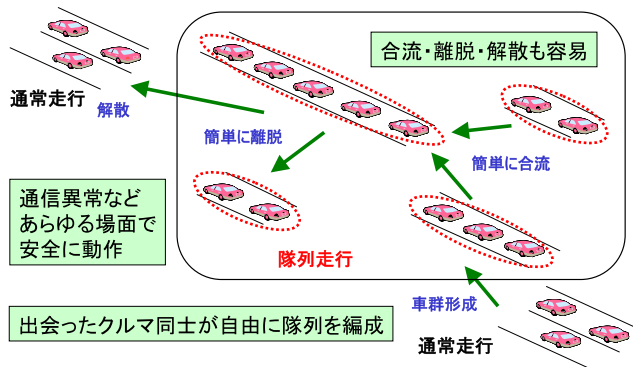 合流・離脱・解散も容易
通常走行
解散
簡単に離脱
簡単に合流
通信異常など
あらゆる場面で
安全に動作
隊列走行
車群形成
出会ったクルマ同士が自由に隊列を編成
通常走行